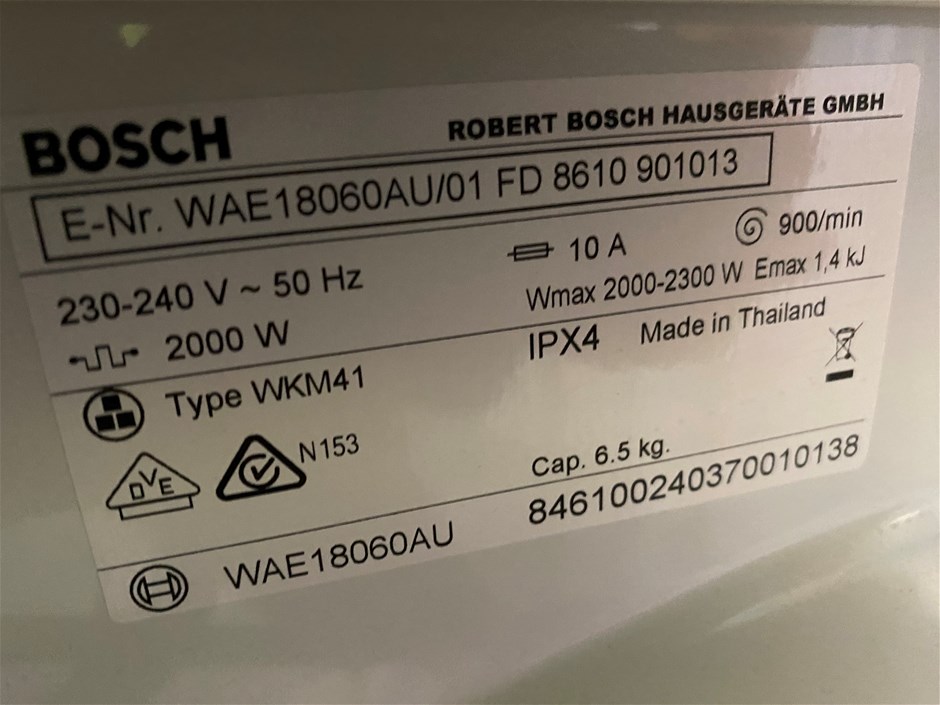 BOSCH ROBERT BOSCH HAUSGERÄTE GMBH
E-Nr. WAE18060AU/01 FD 8610 901013
230-240 V ~ 50 Hz 10 A 900/min
2000 W Wmax 2000-2300 W Emax 1,4 kJ
Type WKM41 IPX4 Made in Thailand
DVE N153 Cap. 6.5 kg.
WAE18060AU 846100240370010138